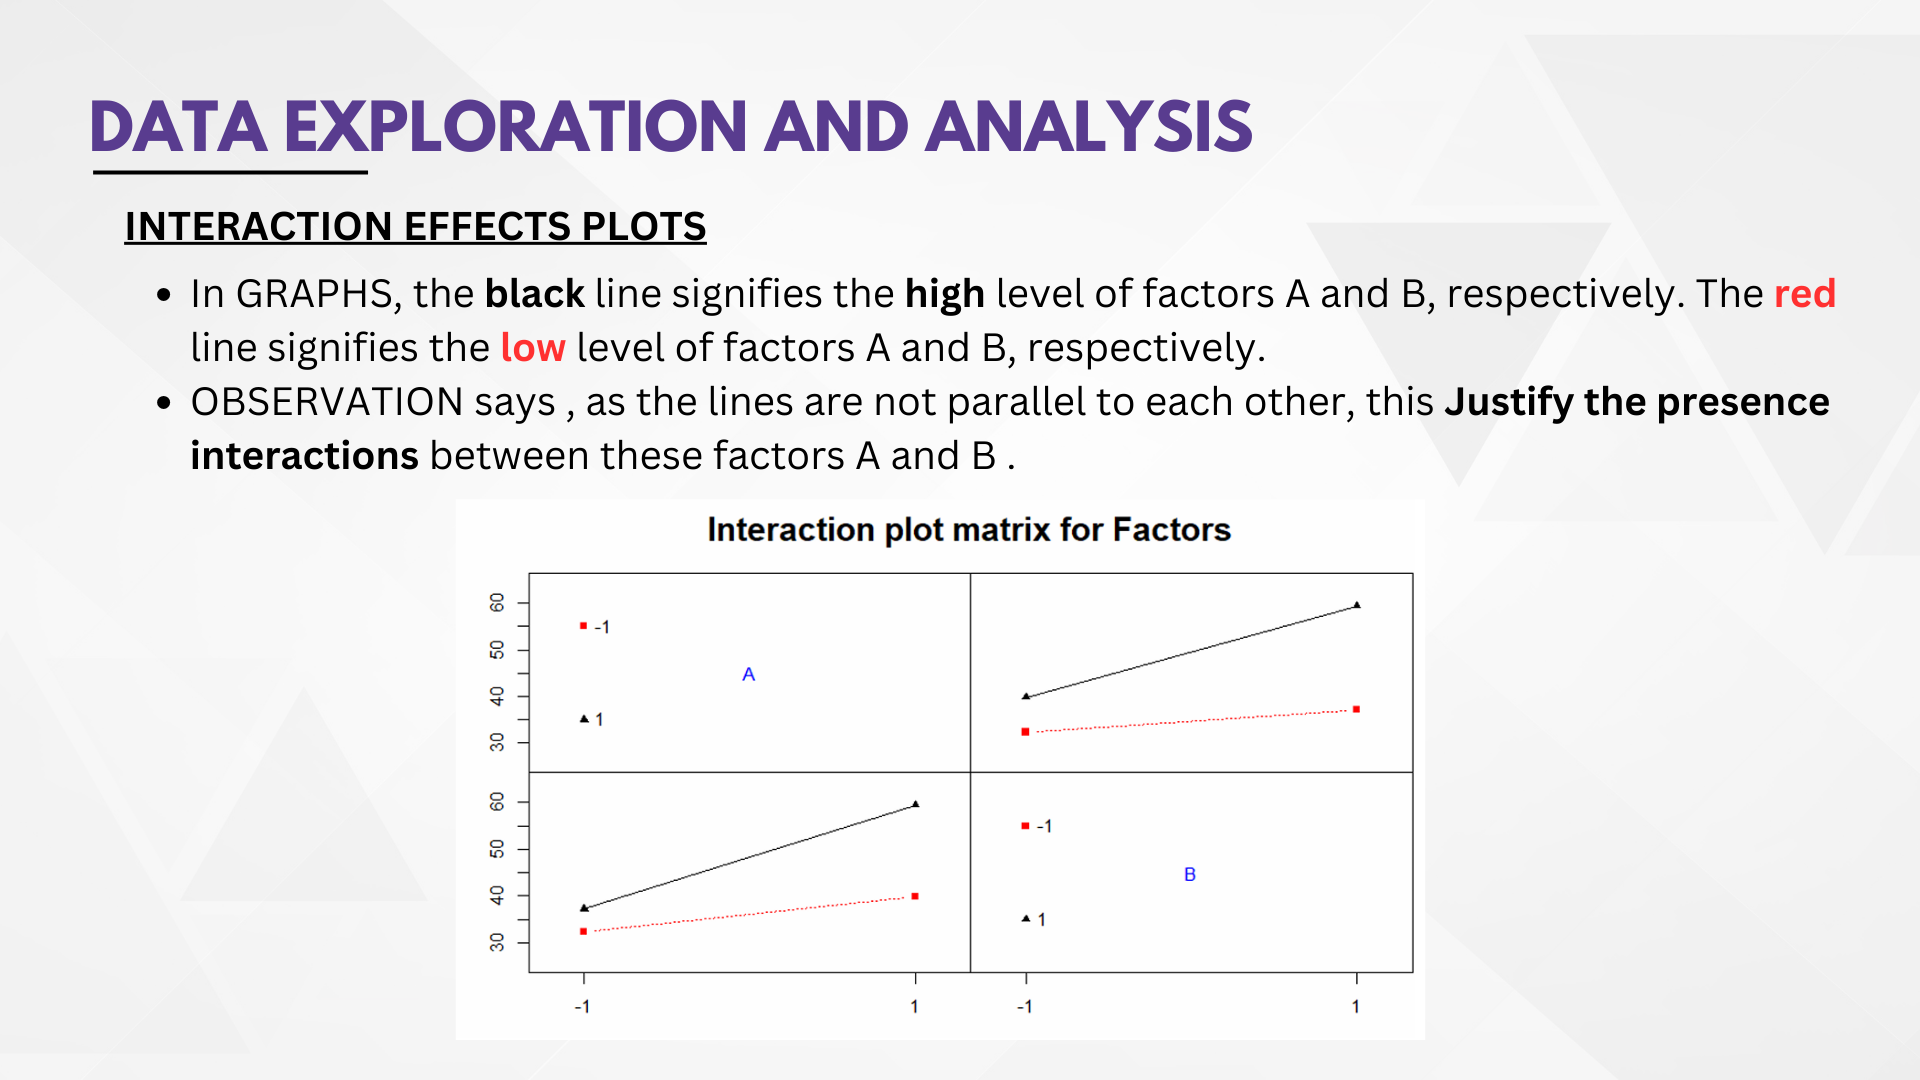 DATA EXPLORATION AND ANALYSIS
INTERACTION EFFECTS PLOTS
In GRAPHS, the black line signifies the high level of factors A and B, respectively. The red
line signifies the low level of factors A and B, respectively.
OBSERVATION says , as the lines are not parallel to each other, this Justify the presence
interactions between these factors A and B .
Interaction plot matrix for Factors
60
50
40
30
-1
A
1
60
50
40
30
-1
B
1
-1
1
-1
1